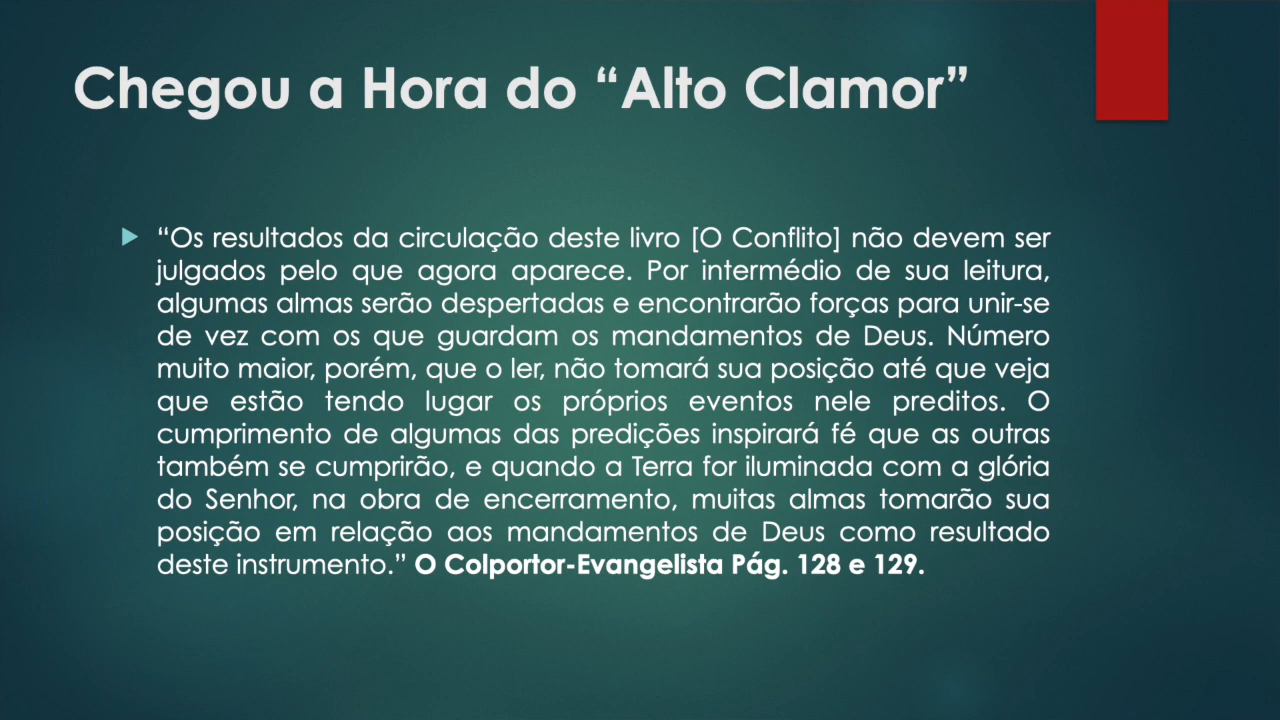 Chegou a Hora do “Alto Clamor”
“Os resultados da circulação deste livro [O Conflito] não devem ser
julgados pelo que agora aparece. Por intermédio de sua leitura,
algumas almas serão despertadas e encontrarão forças para unir-se
de vez com os que guardam os mandamentos de Deus. Número
muito maior, porém, que o ler, não tomará sua posição até que veja
que estão tendo lugar os próprios eventos nele preditos. O
cumprimento de algumas das predições inspirará fé que as outras
também se cumprirão, e quando a Terra for iluminada com a glória
do Senhor, na obra de encerramento, muitas almas tomarão sua
posição em relação aos mandamentos de Deus como resultado
deste instrumento.” O Colportor-Evangelista Pág. 128 e 129.